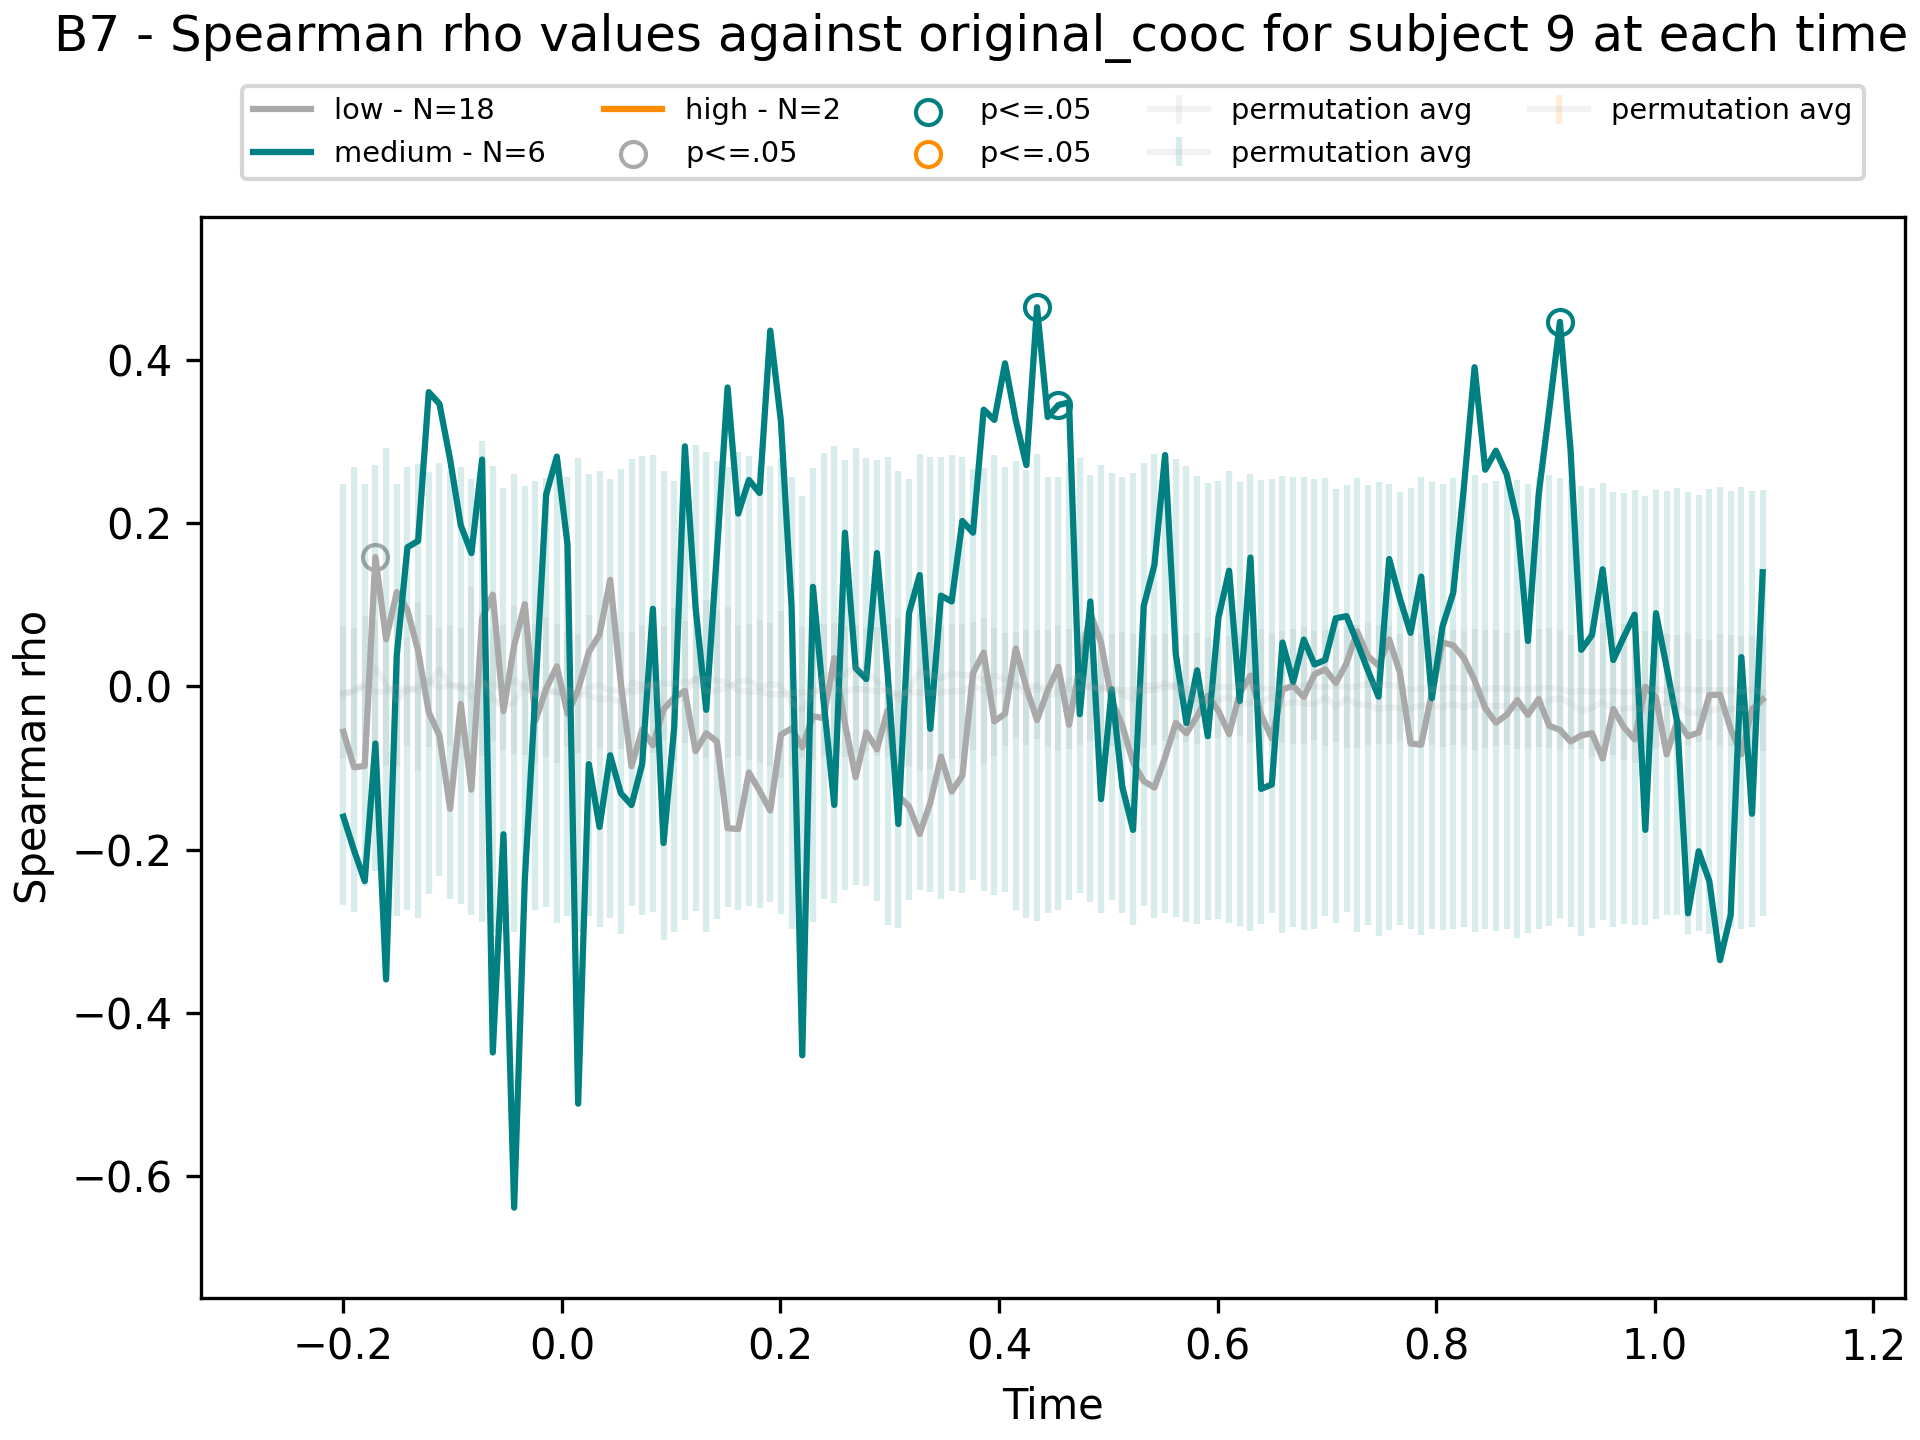 B7 - Spearman rho values against original_cooc for subject 9 at each time
low - N=18
medium - N=6
high - N=2
p<=.05
p<=.05
p<=.05
permutation avg
permutation avg
permutation avg
Spearman rho
0.4
0.2
0.0
−0.2
−0.4
−0.6
−0.2 0.0 0.2 0.4 0.6 0.8 1.0 1.2
Time